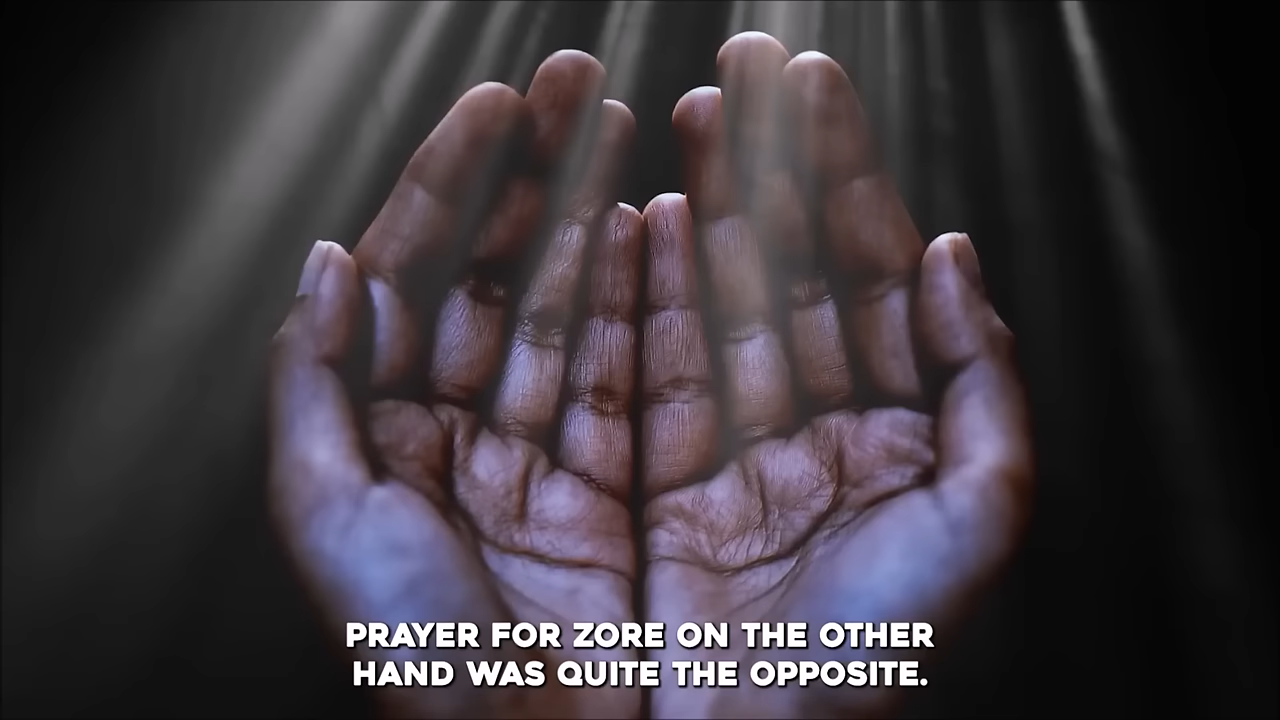 PRAYER FOR ZORE ON THE OTHER
HAND WAS QUITE THE OPPOSITE.